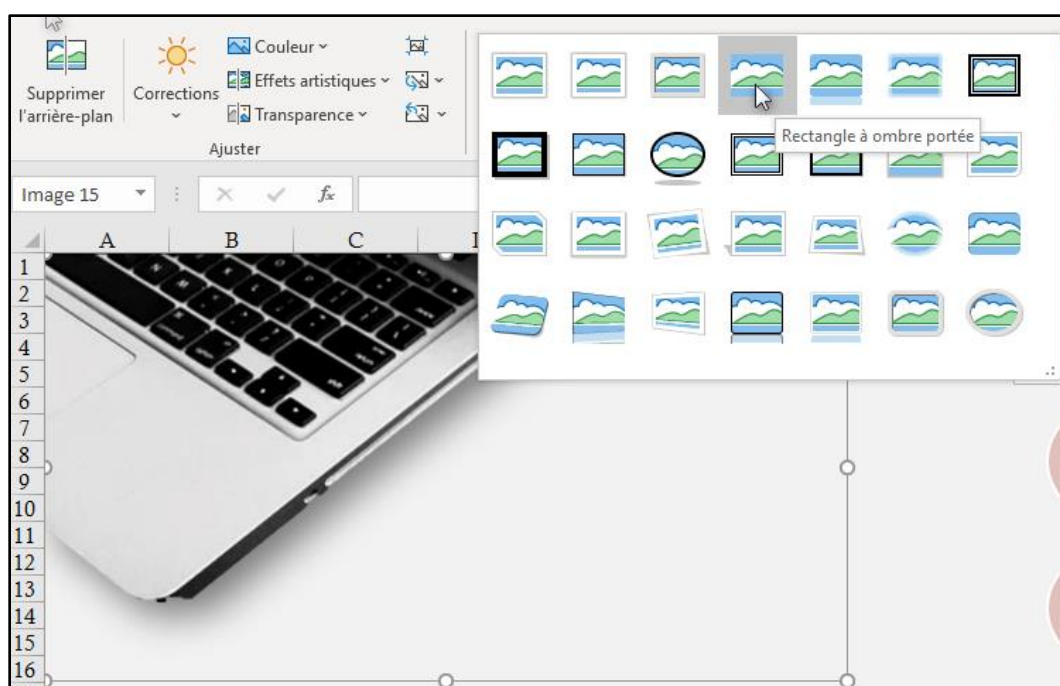 Couleur
Supprimer
l'arrière-plan
Corrections
Effets artistiques
Transparence
Ajuster
Rectangle à ombre portée
Image 15
fx
A B C
1
2
3
4
5
6
7
8
9
10
11
12
13
14
15
16